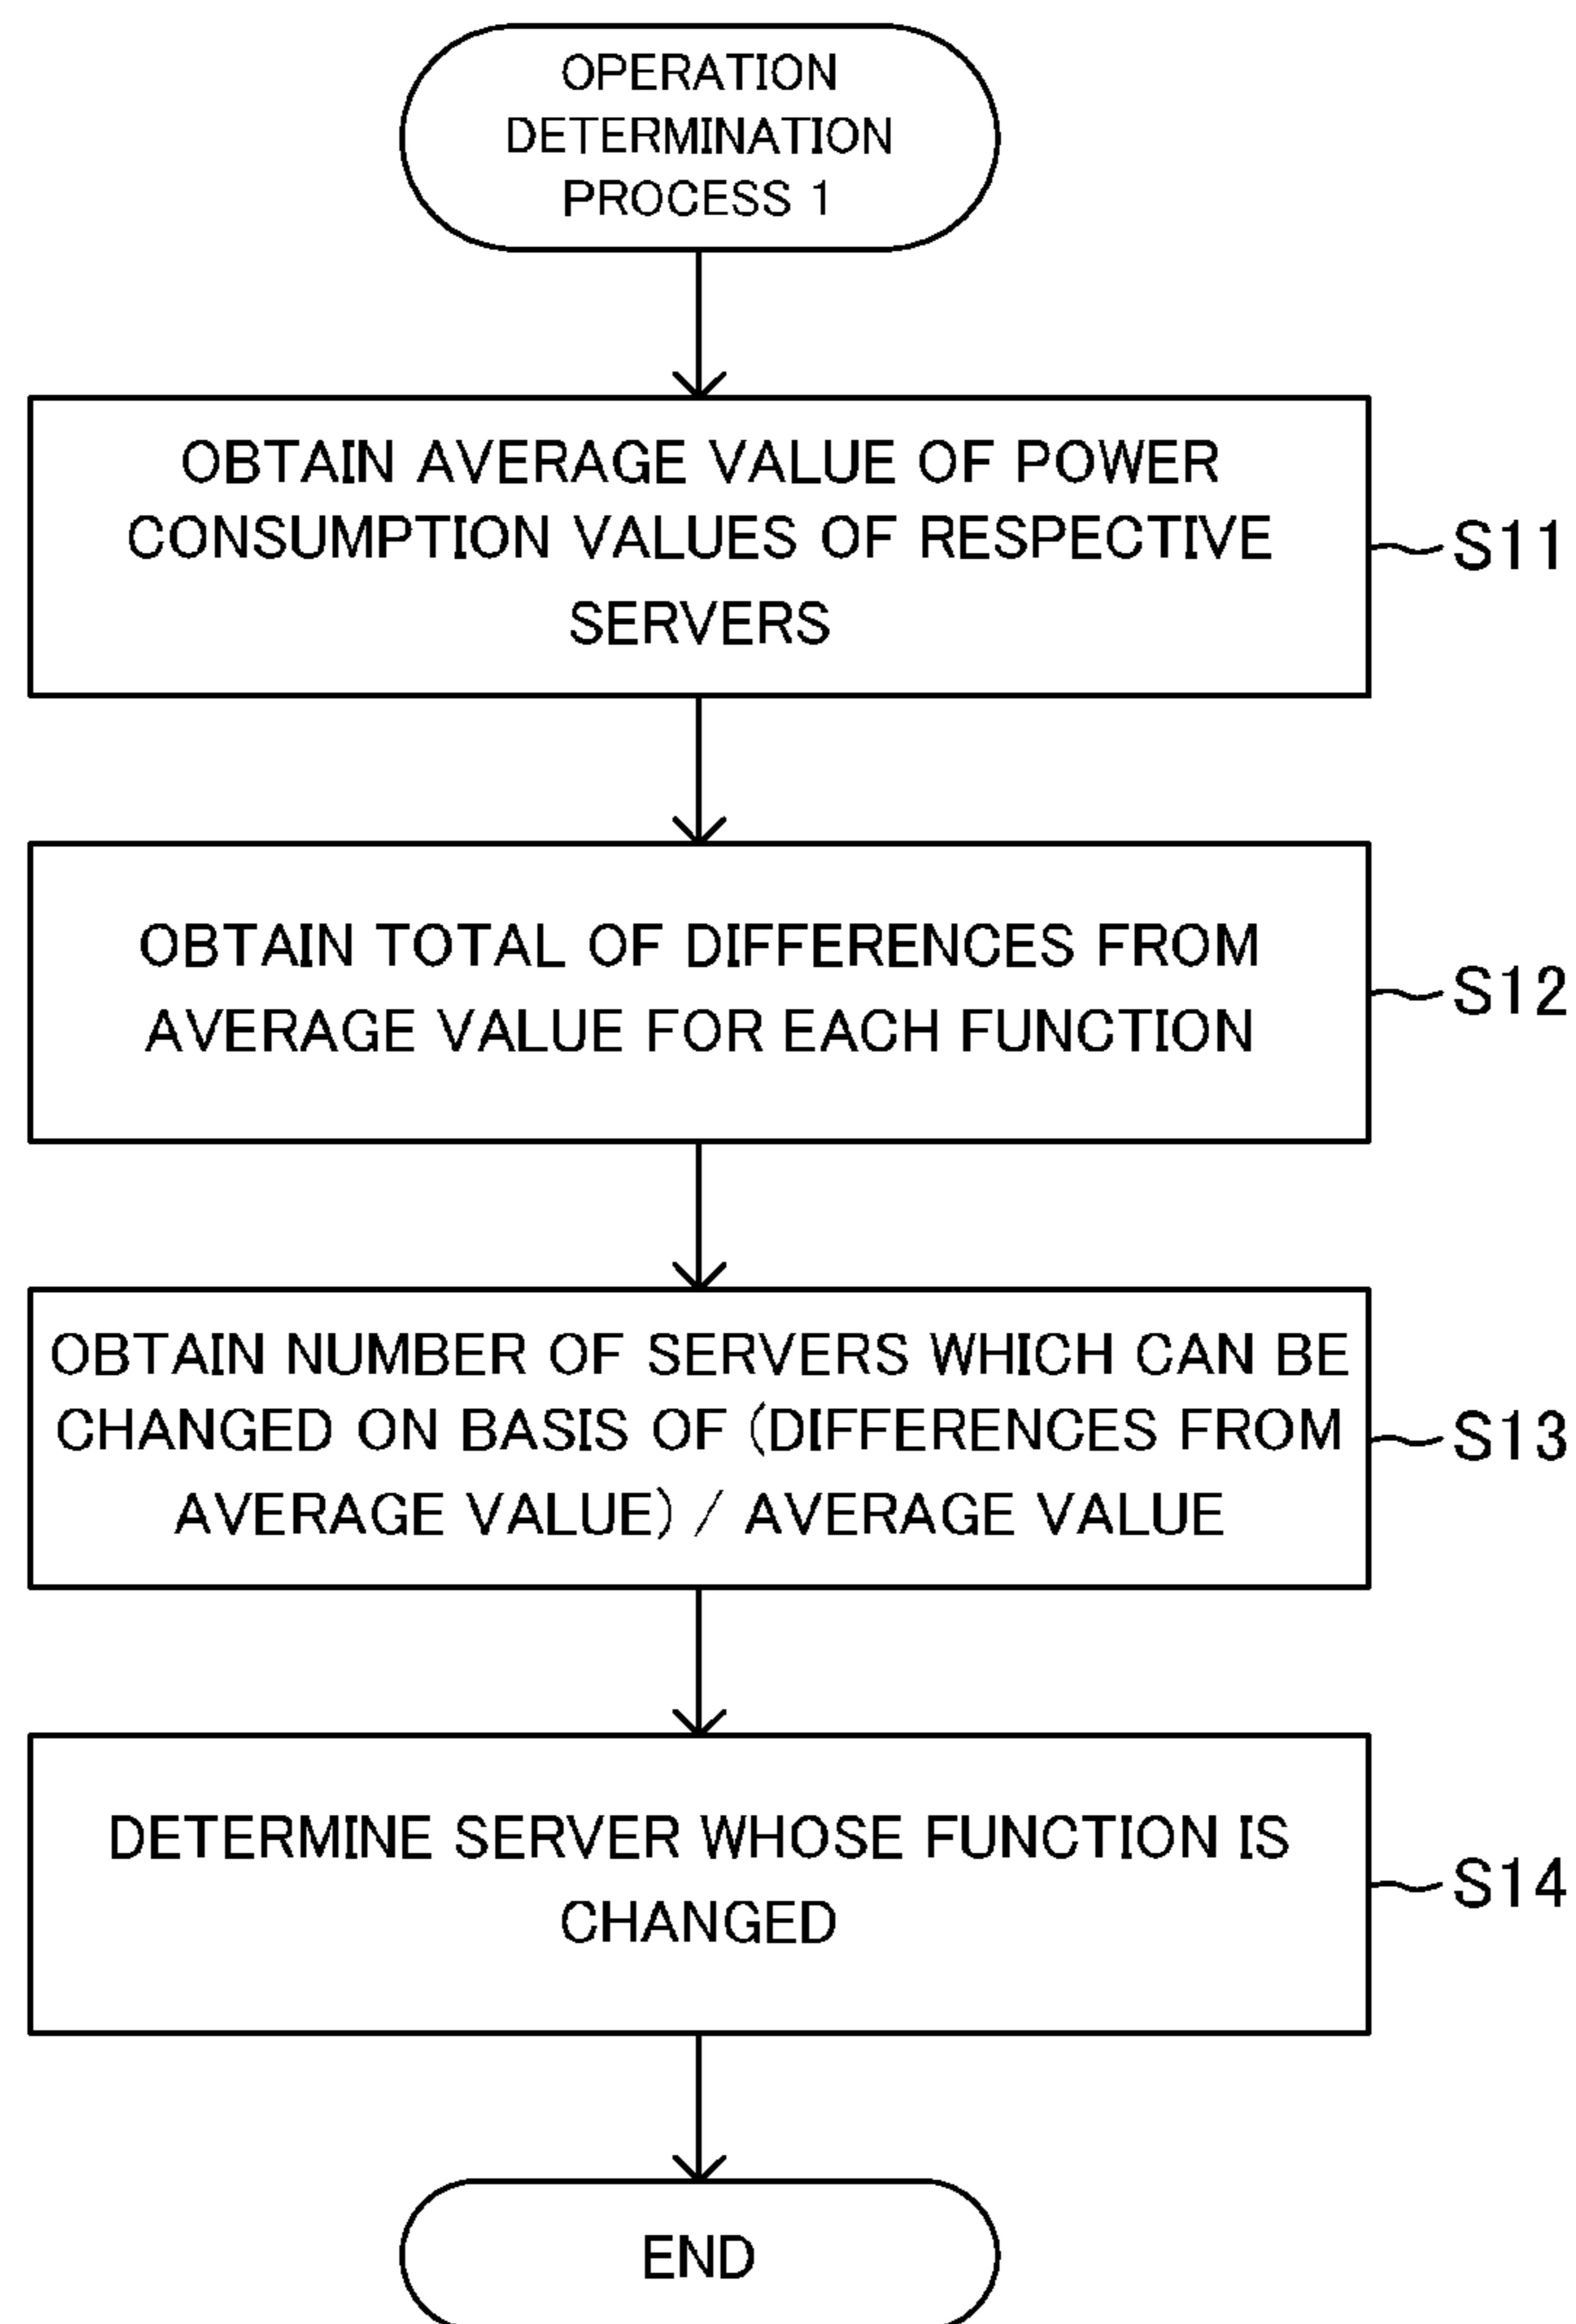 OPERATION
DETERMINATION
PROCESS 1
OBTAIN AVERAGE VALUE OF POWER
CONSUMPTION VALUES OF RESPECTIVE
SERVERS
S11
OBTAIN TOTAL OF DIFFERENCES FROM
AVERAGE VALUE FOR EACH FUNCTION
S12
OBTAIN NUMBER OF SERVERS WHICH CAN BE
CHANGED ON BASIS OF (DIFFERENCES FROM
AVERAGE VALUE) / AVERAGE VALUE
S13
DETERMINE SERVER WHOSE FUNCTION IS
CHANGED
S14
END